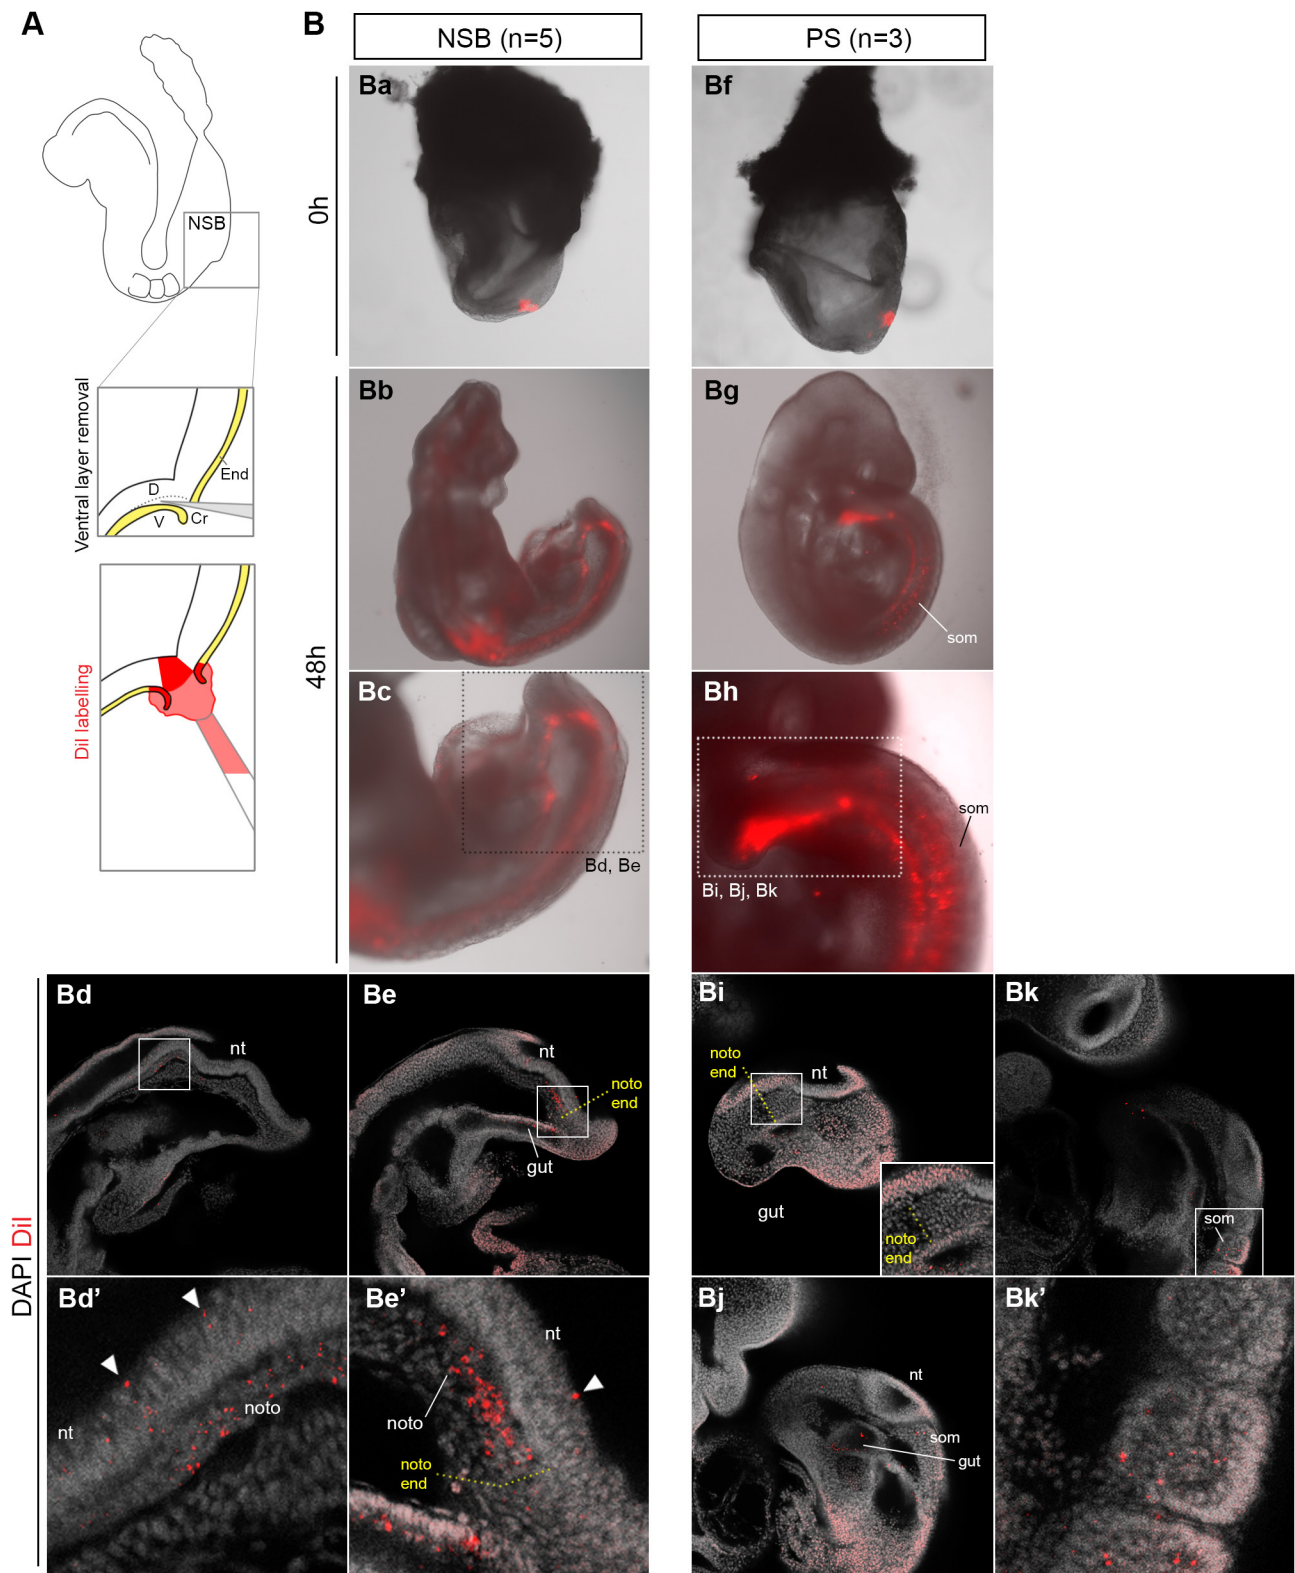 A
B
NSB (n=5)
PS (n=3)
NSB
Ventral layer removal
D
V
Cr
End
DiI labelling
0h
48h
Ba
Bf
Bb
Bg
som
Bc
Bd, Be
Bh
som
Bi, Bj, Bk
DAPI DiI
Bd
nt
Be
nt
noto
end
gut
Bi
noto
end
nt
gut
noto
end
Bk
som
Bd’
nt
noto
Be’
nt
noto
noto
end
Bj
nt
som
gut
Bk’